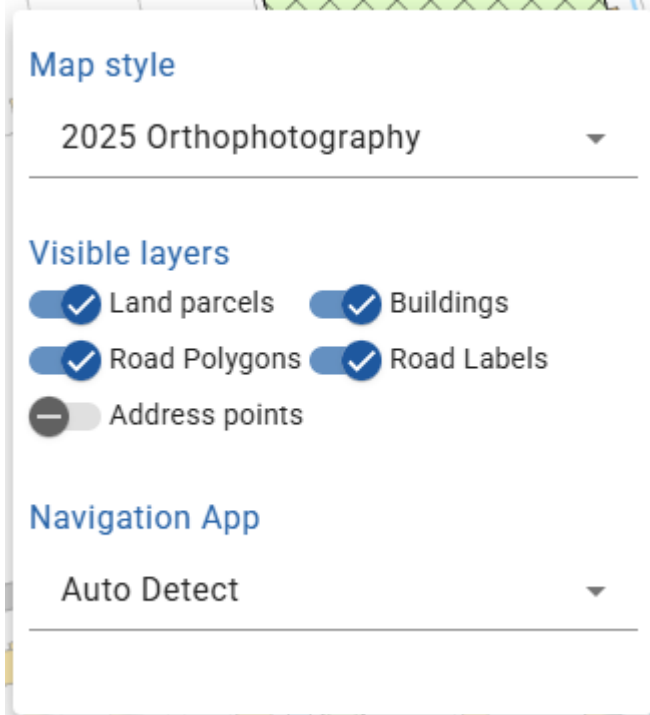 Map style
2025 Orthophotography
Visible layers
Land parcels Buildings
Road Polygons Road Labels
Address points
Navigation App
Auto Detect